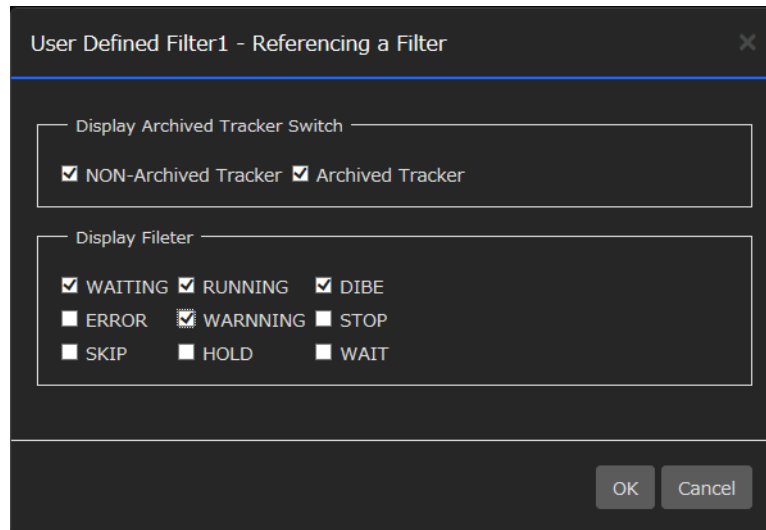 User Defined Filter1 - Referencing a Filter
Display Archived Tracker Switch
NON-Archived Tracker Archived Tracker
Display Fileter
WAITING RUNNING DIBE
ERROR WARNNING STOP
SKIP HOLD WAIT
OK Cancel